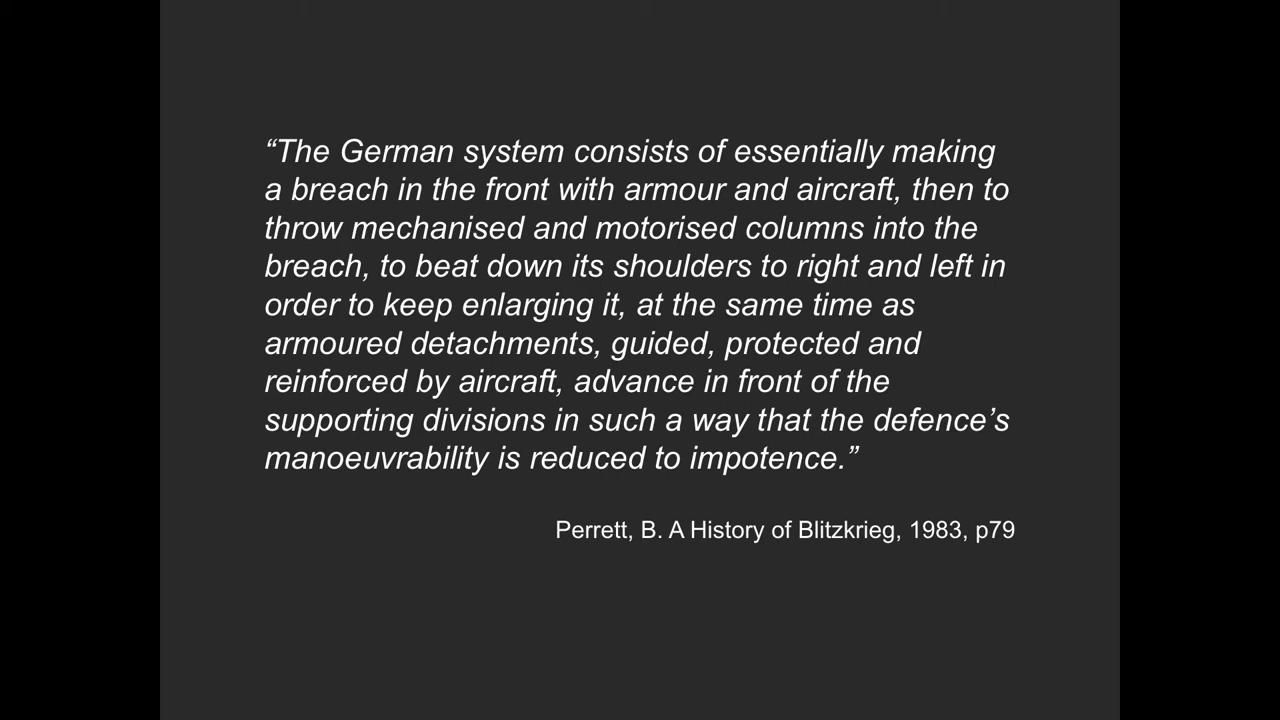 “The German system consists of essentially making
a breach in the front with armour and aircraft, then to
throw mechanised and motorised columns into the
breach, to beat down its shoulders to right and left in
order to keep enlarging it, at the same time as
armoured detachments, guided, protected and
reinforced by aircraft, advance in front of the
supporting divisions in such a way that the defence’s
manoeuvrability is reduced to impotence.”
Perrett, B. A History of Blitzkrieg, 1983, p79